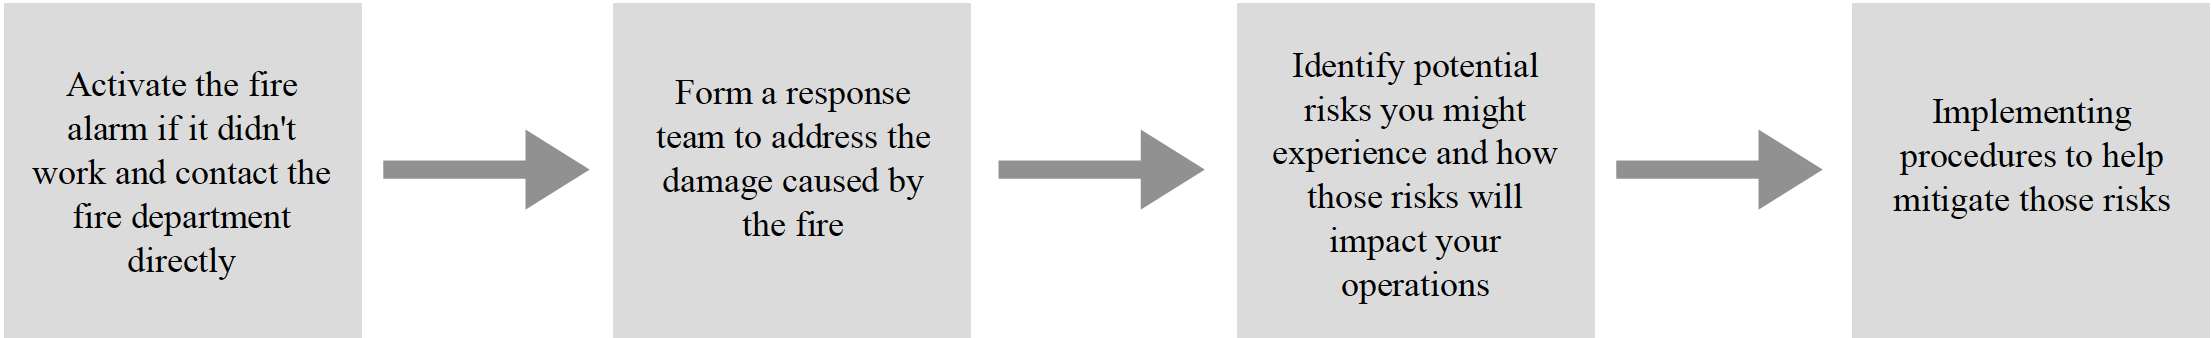 Activate the fire
alarm if it didn't
work and contact the
fire department
directly
Form a response
team to address the
damage caused by
the fire
Identify potential
risks you might
experience and how
those risks will
impact your
operations
Implementing
procedures to help
mitigate those risks